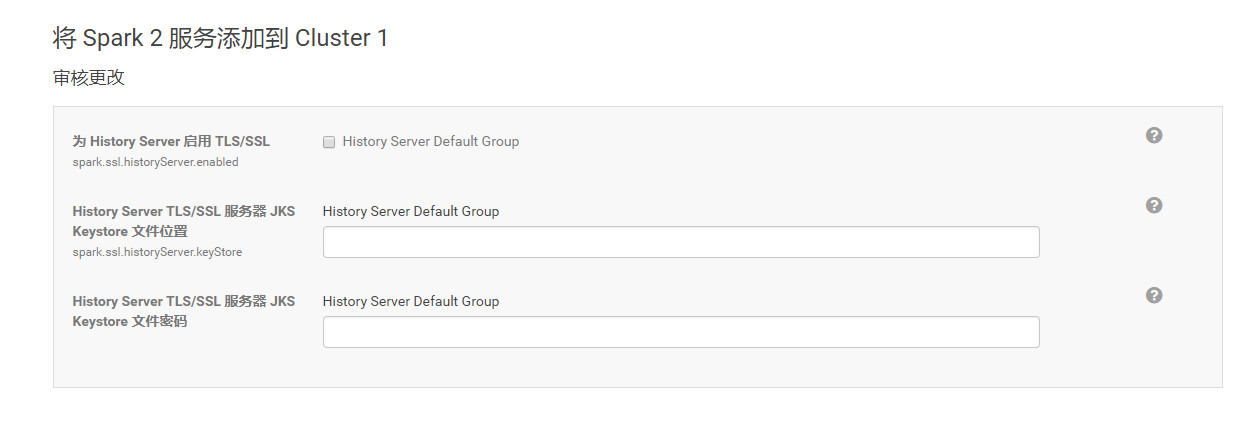 将 Spark 2 服务添加到 Cluster 1
审核更改
为 History Server 启用 TLS/SSL
History Server Default Group
spark.ssl.historyServer.enabled
History Server TLS/SSL 服务器 JKS
Keystore 文件位置
History Server Default Group
spark.ssl.historyServer.keyStore
History Server TLS/SSL 服务器 JKS
Keystore 文件密码
History Server Default Group